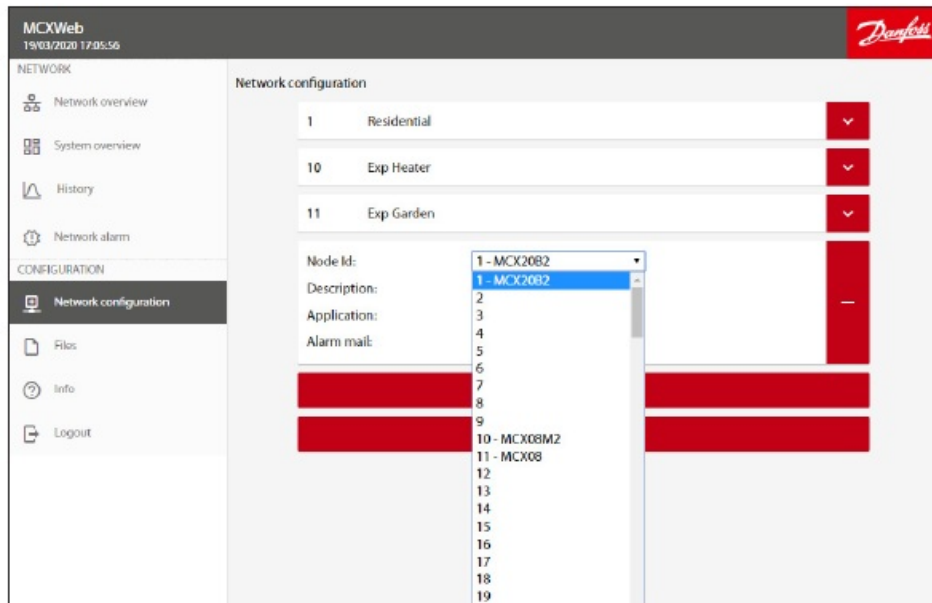 MCXWeb
19/03/2020 17:05:56
Danfoss
NETWORK
Network overview
System overview
History
Network alarm
CONFIGURATION
Network configuration
Files
Info
Logout
Network configuration
1 Residential
10 Exp Heater
11 Exp Garden
Node Id: 1 - MCX20B2
Description:
Application:
Alarm mail:
1 - MCX20B2
2
3
4
5
6
7
8
9
10 - MCX08M2
11 - MCX08
12
13
14
15
16
17
18
19